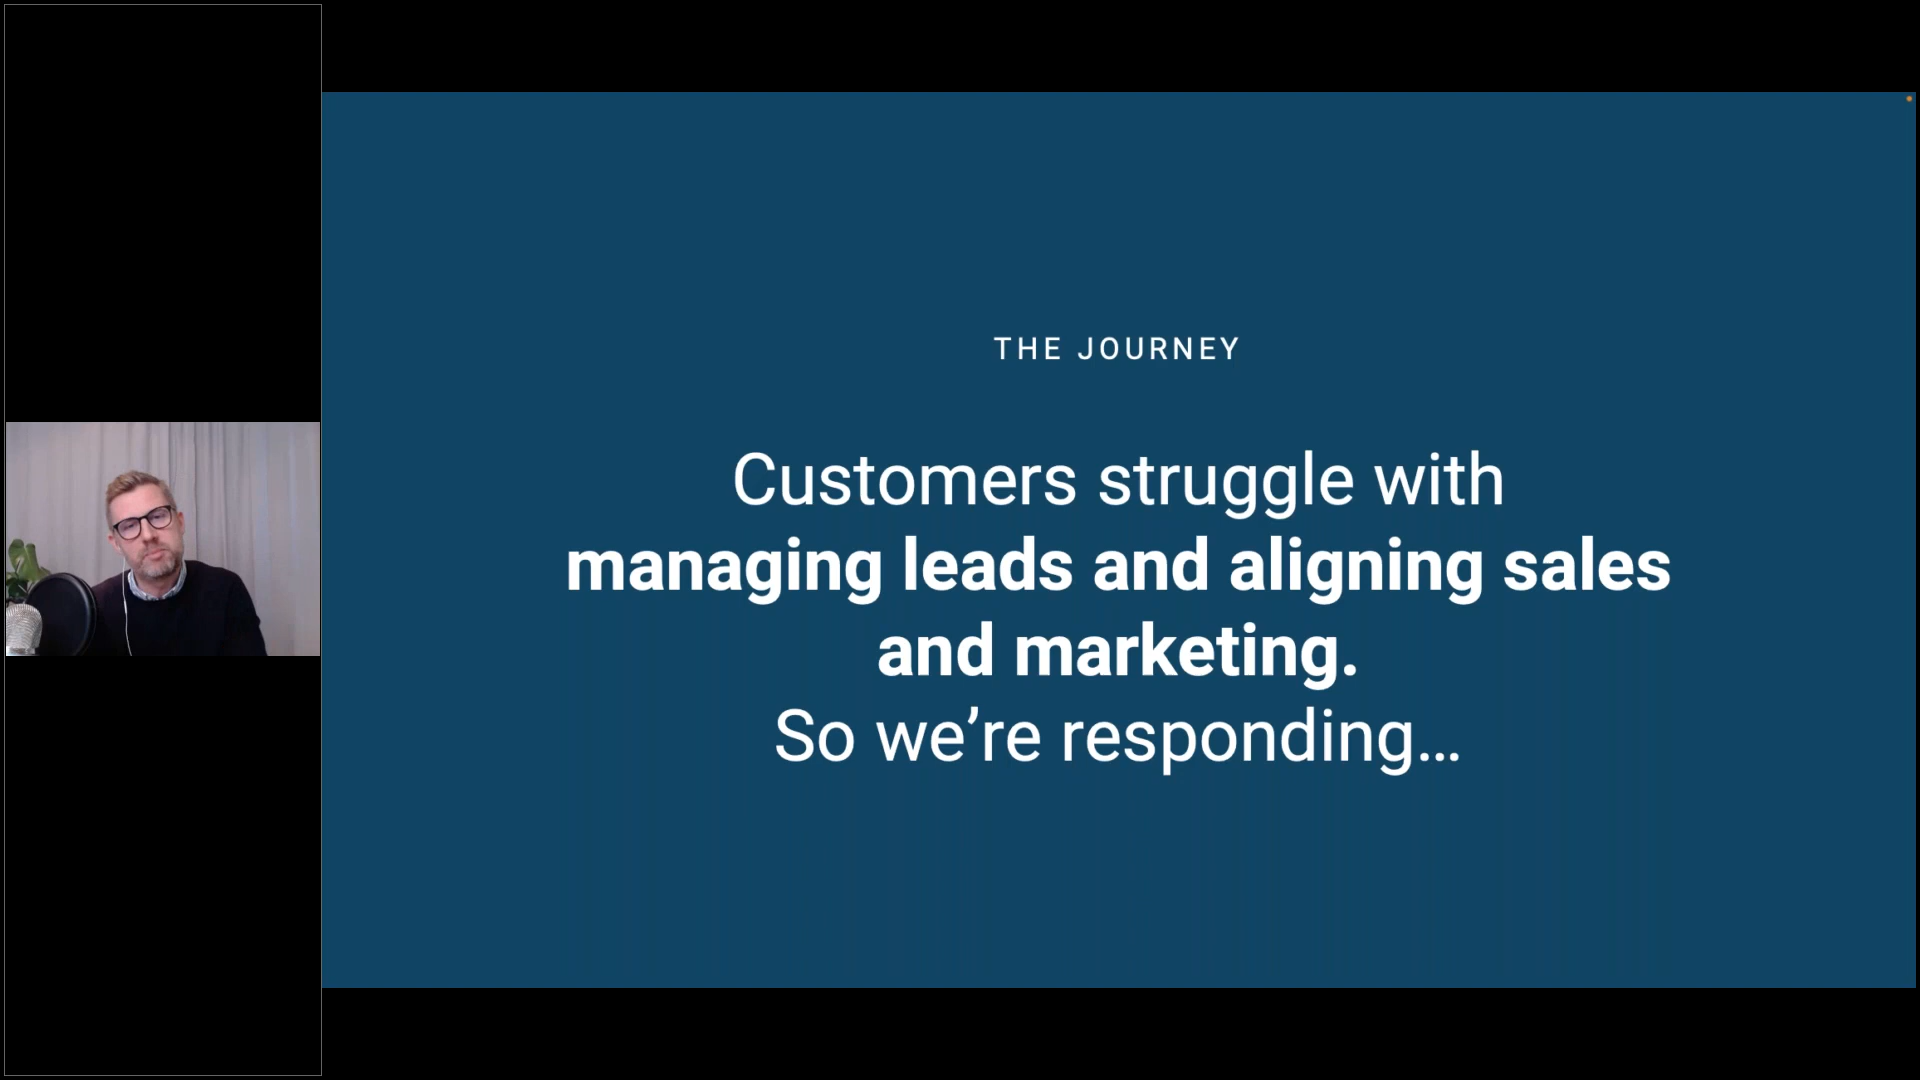 THE JOURNEY
Customers struggle with
managing leads and aligning sales
and marketing.
So we’re responding…